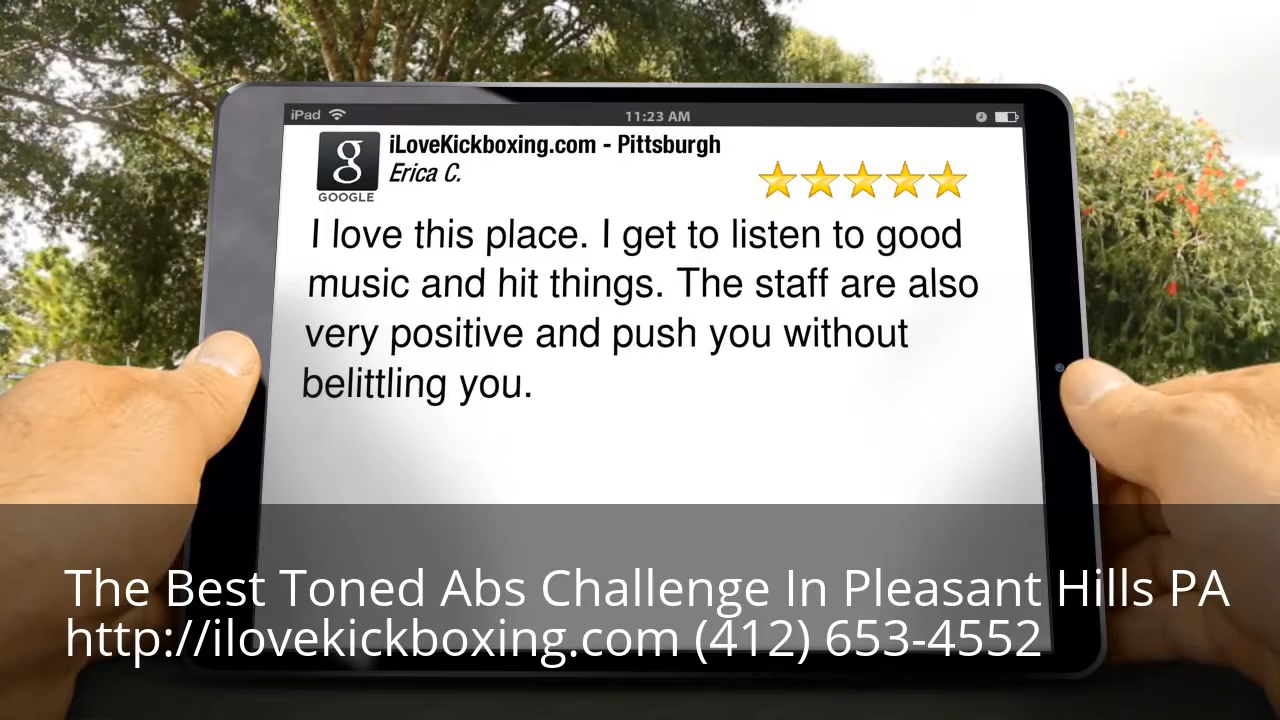 iPad
11:23 AM
g
GOOGLE
iLoveKickboxing.com - Pittsburgh
Erica C.
I love this place. I get to listen to good
music and hit things. The staff are also
very positive and push you without
belittling you.
The Best Toned Abs Challenge In Pleasant Hills PA
http://ilovekickboxing.com (412) 653-4552